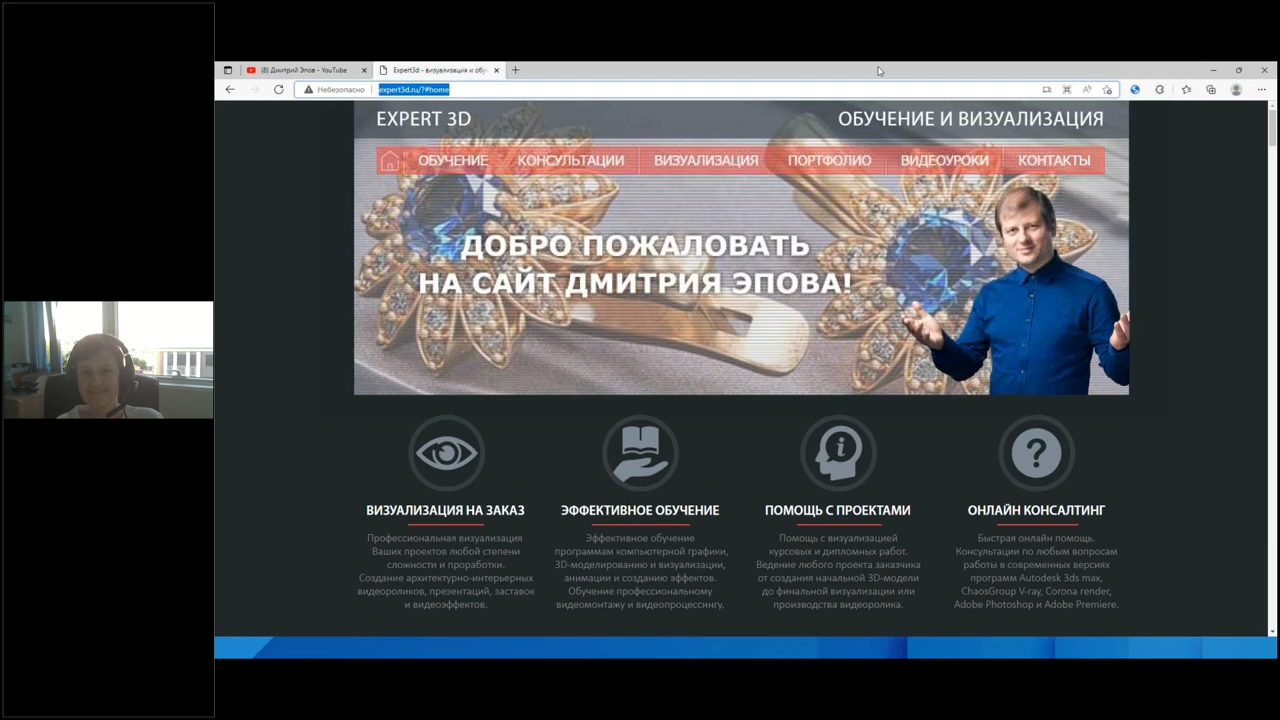 (8) Дмитрий Эпов - YouTube
Expert3d - визуализация и обу
Небезопасно
expert3d.ru/?#home
EXPERT 3D
ОБУЧЕНИЕ И ВИЗУАЛИЗАЦИЯ
ОБУЧЕНИЕ КОНСУЛЬТАЦИИ ВИЗУАЛИЗАЦИЯ ПОРТФОЛИО ВИДЕОУРОКИ КОНТАКТЫ
ДОБРО ПОЖАЛОВАТЬ
НА САЙТ ДМИТРИЯ ЭПОВА!
ВИЗУАЛИЗАЦИЯ НА ЗАКАЗ
Профессиональная визуализация
Ваших проектов любой степени
сложности и проработки.
Создание архитектурно-интерьерных
видеороликов, презентаций, заставок
и видеоэффектов.
ЭФФЕКТИВНОЕ ОБУЧЕНИЕ
Эффективное обучение
программам компьютерной графики,
3D-моделированию и визуализации,
анимации и созданию эффектов.
Обучение профессиональному
видеомонтажу и видеопроцессингу.
ПОМОЩЬ С ПРОЕКТАМИ
Помощь с визуализацией
курсовых и дипломных работ.
Ведение любого проекта заказчика
от создания начальной 3D-модели
до финальной визуализации или
производства видеоролика.
ОНЛАЙН КОНСАЛТИНГ
Быстрая онлайн помощь.
Консультации по любым вопросам
работы в современных версиях
программ Autodesk 3ds max,
ChaosGroup V-ray, Corona render,
Adobe Photoshop и Adobe Premiere.